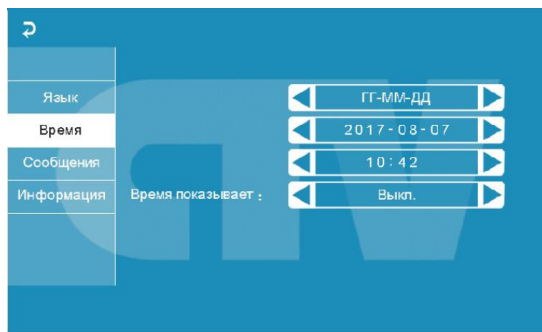 Язык
Время
Сообщения
Информация
ГГ-ММ-ДД
2017-08-07
10:42
Время показывает :
Выкл.